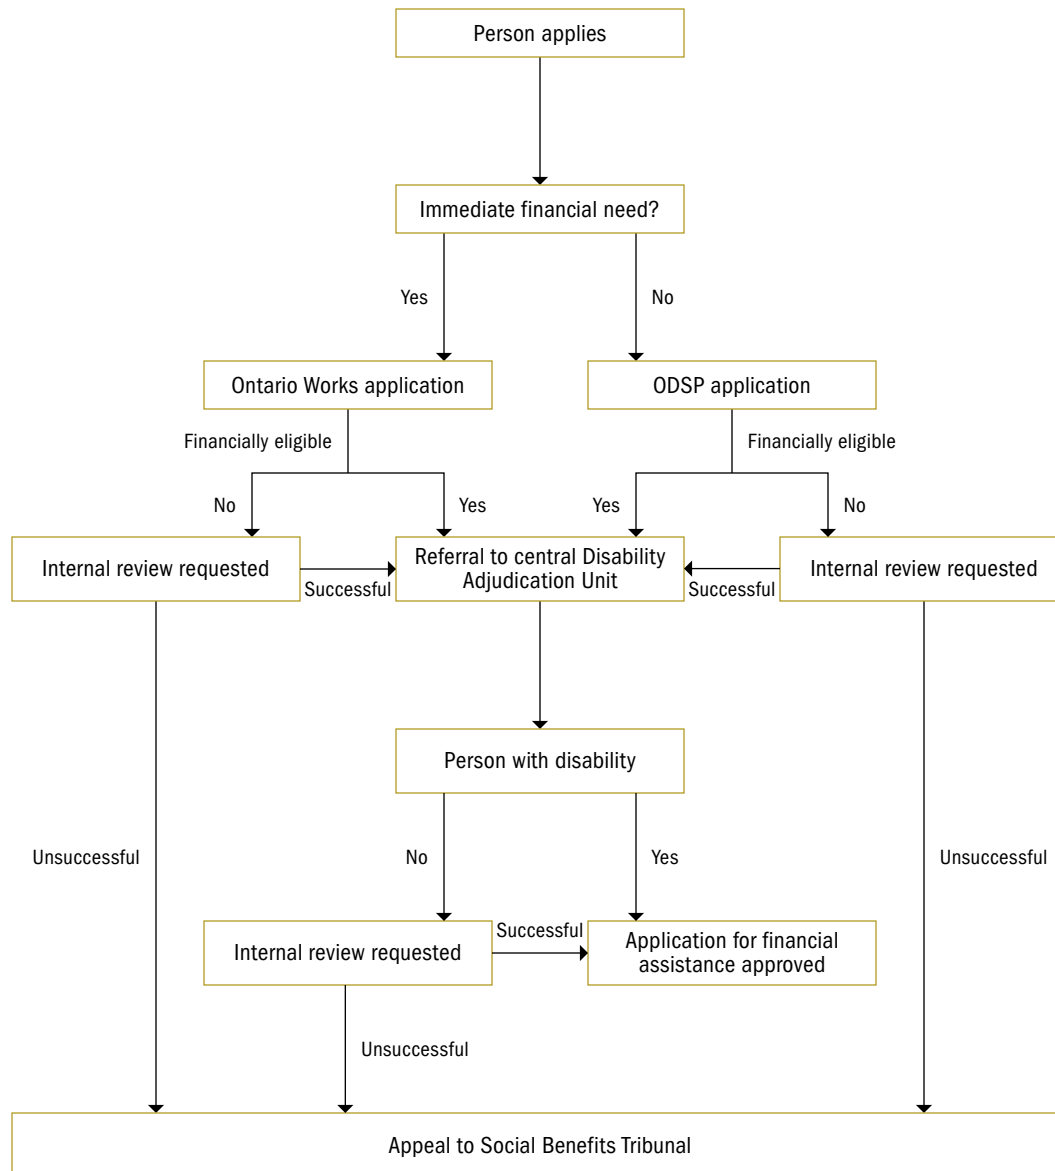 Person applies
Immediate financial need?
Yes
No
Ontario Works application
ODSP application
Financially eligible
Financially eligible
No
Yes
Yes
No
Internal review requested
Successful
Referral to central Disability
Adjudication Unit
Successful
Internal review requested
Person with disability
Unsuccessful
No
Yes
Unsuccessful
Internal review requested
Successful
Application for financial
assistance approved
Unsuccessful
Appeal to Social Benefits Tribunal